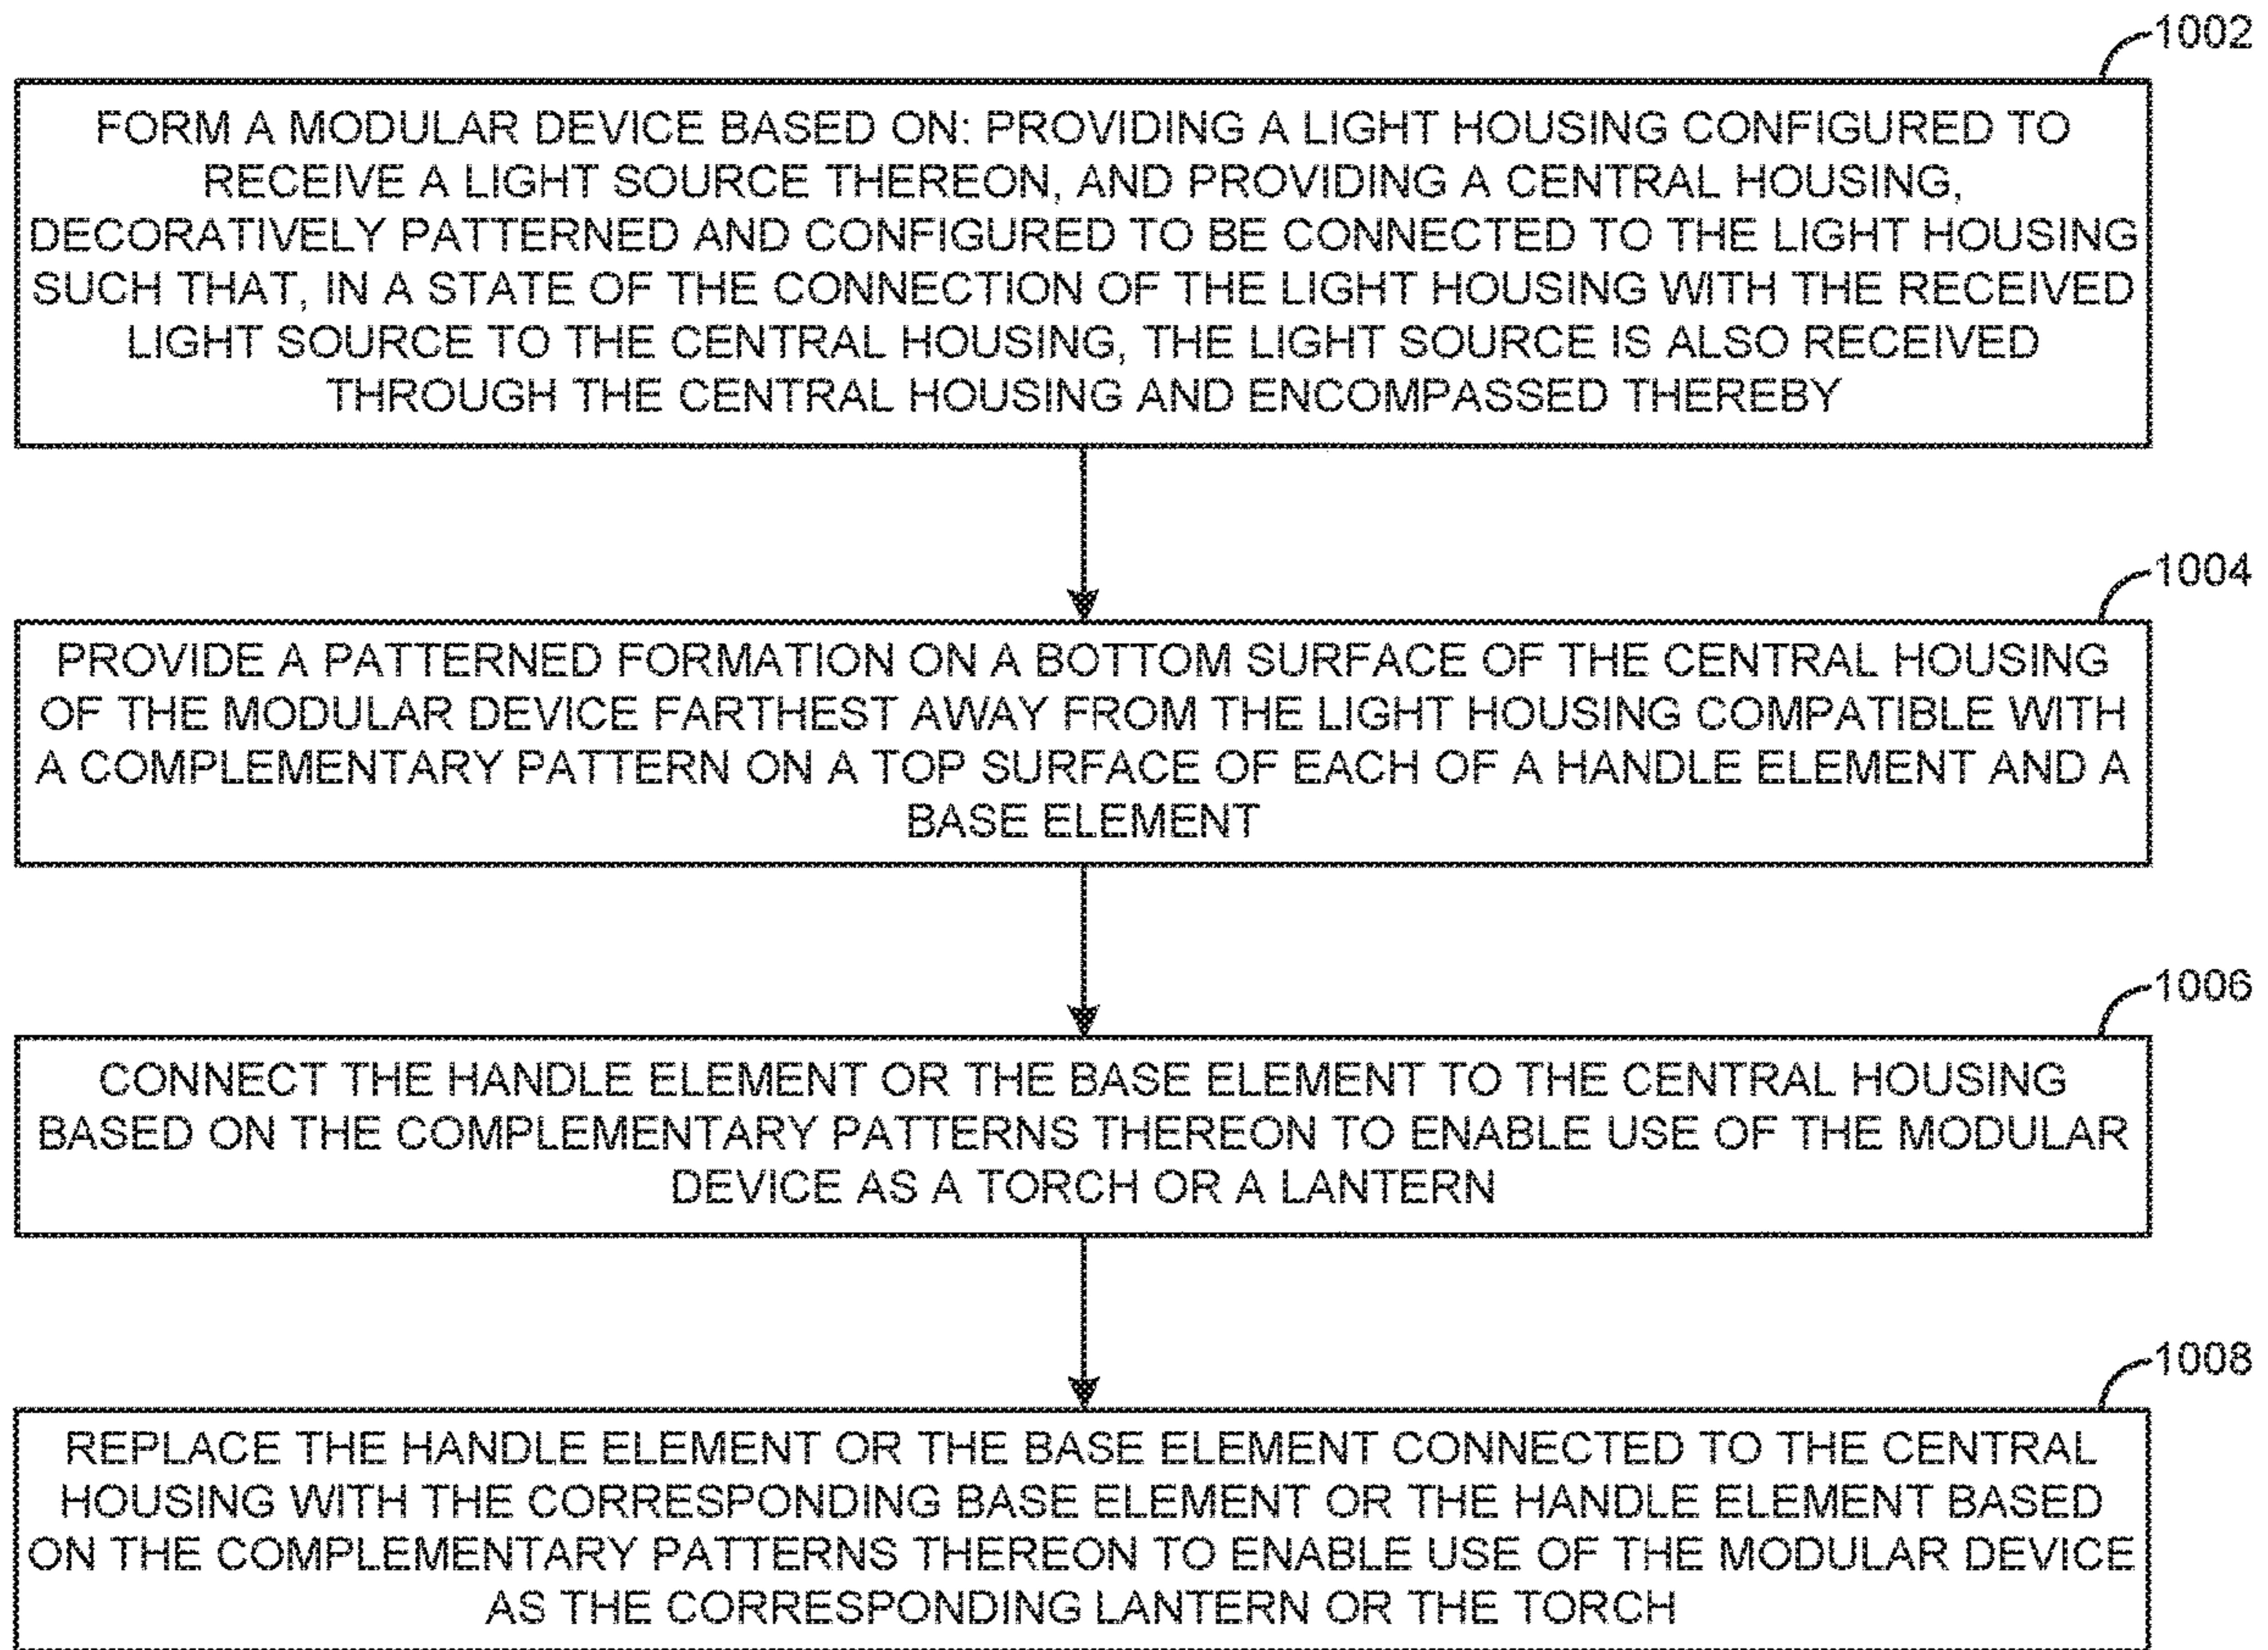 1002
FORM A MODULAR DEVICE BASED ON: PROVIDING A LIGHT HOUSING CONFIGURED TO
RECEIVE A LIGHT SOURCE THEREON, AND PROVIDING A CENTRAL HOUSING,
DECORATIVELY PATTERNED AND CONFIGURED TO BE CONNECTED TO THE LIGHT HOUSING
SUCH THAT, IN A STATE OF THE CONNECTION OF THE LIGHT HOUSING WITH THE RECEIVED
LIGHT SOURCE TO THE CENTRAL HOUSING, THE LIGHT SOURCE IS ALSO RECEIVED
THROUGH THE CENTRAL HOUSING AND ENCOMPASSED THEREBY
1004
PROVIDE A PATTERNED FORMATION ON A BOTTOM SURFACE OF THE CENTRAL HOUSING
OF THE MODULAR DEVICE FARTHEST AWAY FROM THE LIGHT HOUSING COMPATIBLE WITH
A COMPLEMENTARY PATTERN ON A TOP SURFACE OF EACH OF A HANDLE ELEMENT AND A
BASE ELEMENT
1006
CONNECT THE HANDLE ELEMENT OR THE BASE ELEMENT TO THE CENTRAL HOUSING
BASED ON THE COMPLEMENTARY PATTERNS THEREON TO ENABLE USE OF THE MODULAR
DEVICE AS A TORCH OR A LANTERN
1008
REPLACE THE HANDLE ELEMENT OR THE BASE ELEMENT CONNECTED TO THE CENTRAL
HOUSING WITH THE CORRESPONDING BASE ELEMENT OR THE HANDLE ELEMENT BASED
ON THE COMPLEMENTARY PATTERNS THEREON TO ENABLE USE OF THE MODULAR DEVICE
AS THE CORRESPONDING LANTERN OR THE TORCH